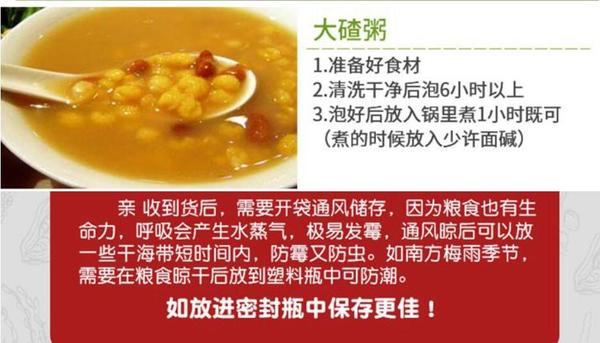 大碴粥
1.准备好食材
2.清洗干净后泡6小时以上
3.泡好后放入锅里煮1小时既可
（煮的时候放入少许面碱）
亲 收到货后，需要开袋通风储存，因为粮食也有生
命力，呼吸会产生水蒸气，极易发霉，通风晾后可以放
一些干海带短时间内，防霉又防虫。如南方梅雨季节，
需要在粮食晾干后放到塑料瓶中可防潮。
如放进密封瓶中保存更佳！